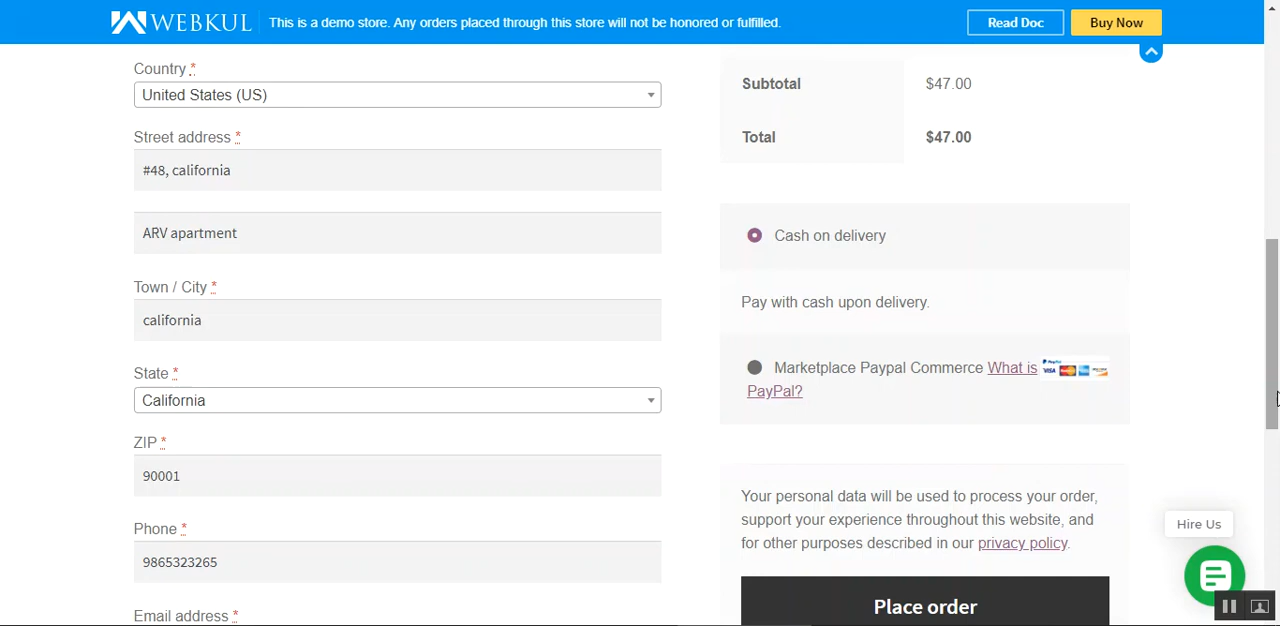 WEBKUL
This is a demo store. Any orders placed through this store will not be honored or fulfilled.
Read Doc
Buy Now
Country *
United States (US)
Street address *
#48, california
ARV apartment
Town / City *
california
State *
California
ZIP *
90001
Phone *
9865323265
Email address *
Subtotal $47.00
Total $47.00
Cash on delivery
Pay with cash upon delivery.
Marketplace Paypal Commerce What is
PayPal?
Your personal data will be used to process your order,
support your experience throughout this website, and
for other purposes described in our privacy policy.
Place order
Hire Us